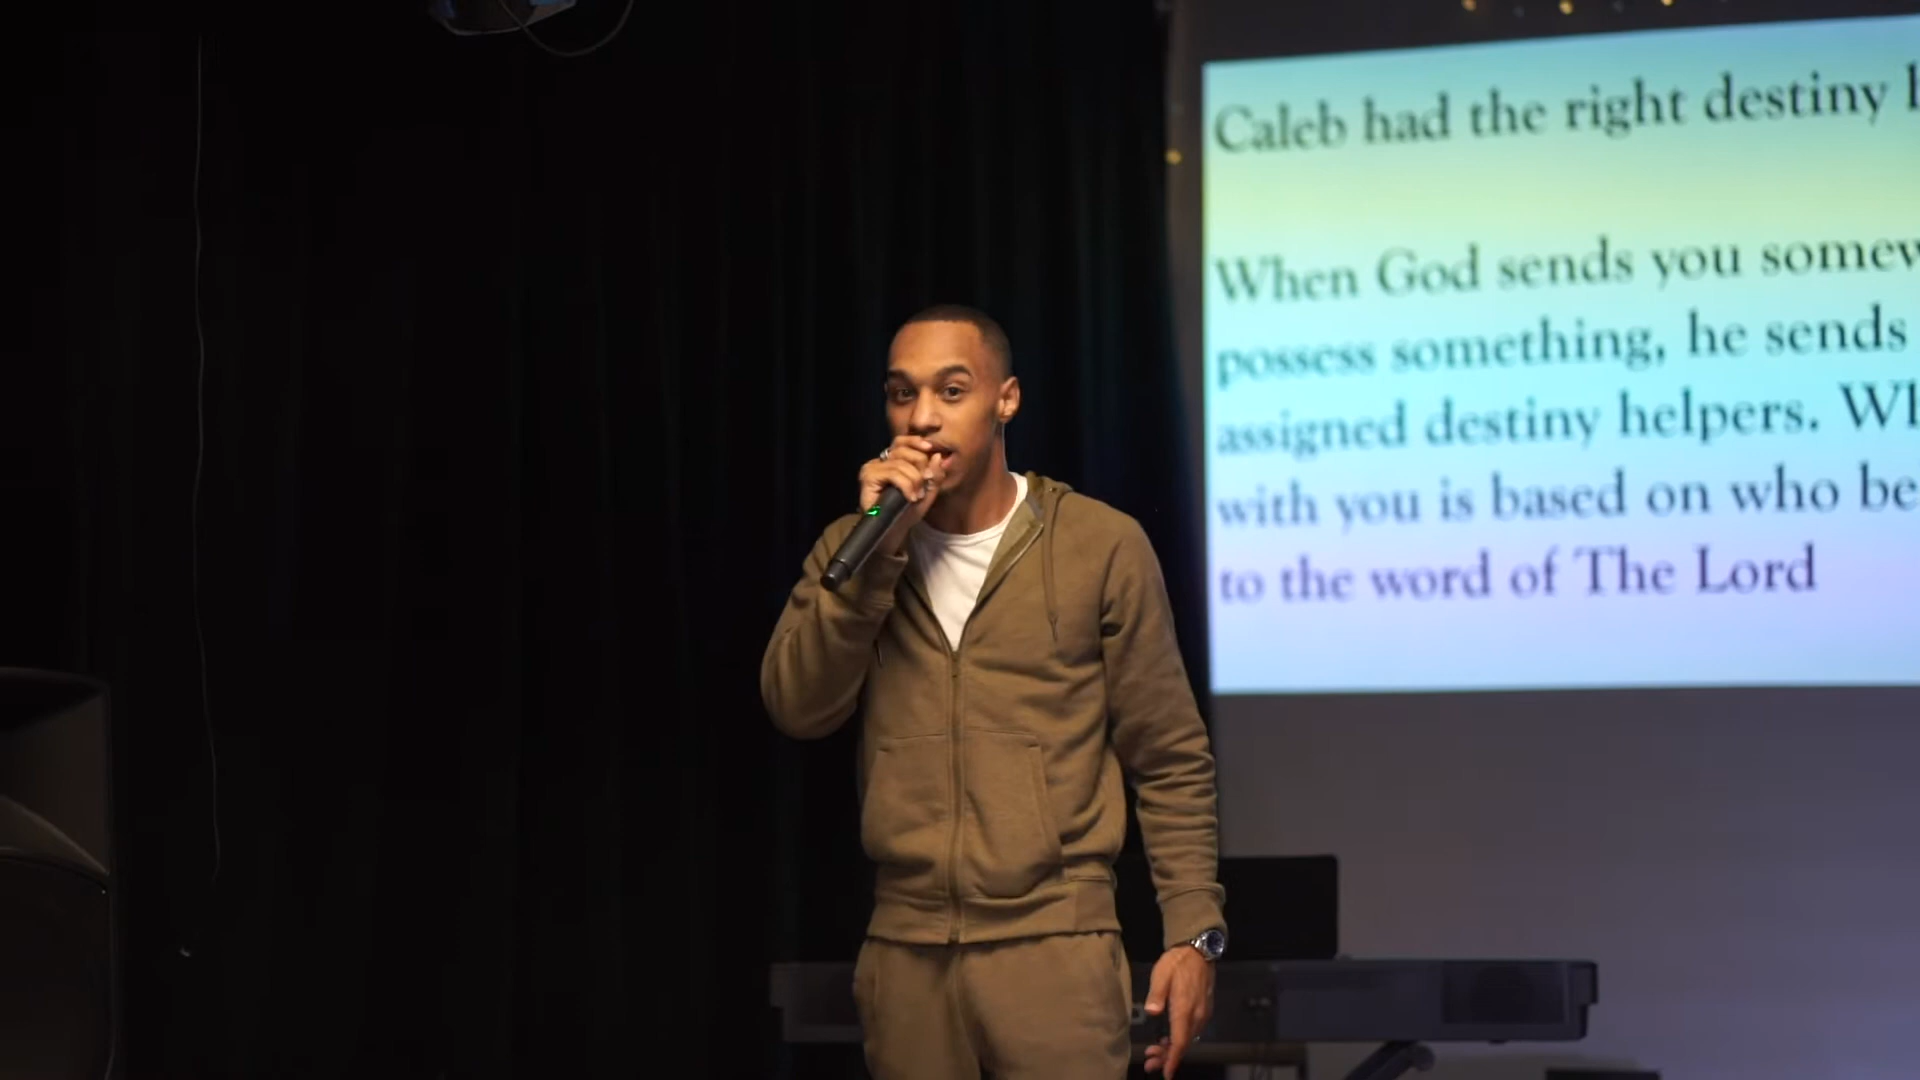 Caleb had the right destiny
When God sends you
possess something, he sends
assigned destiny helpers.
with you is based on who
to the word of The Lord